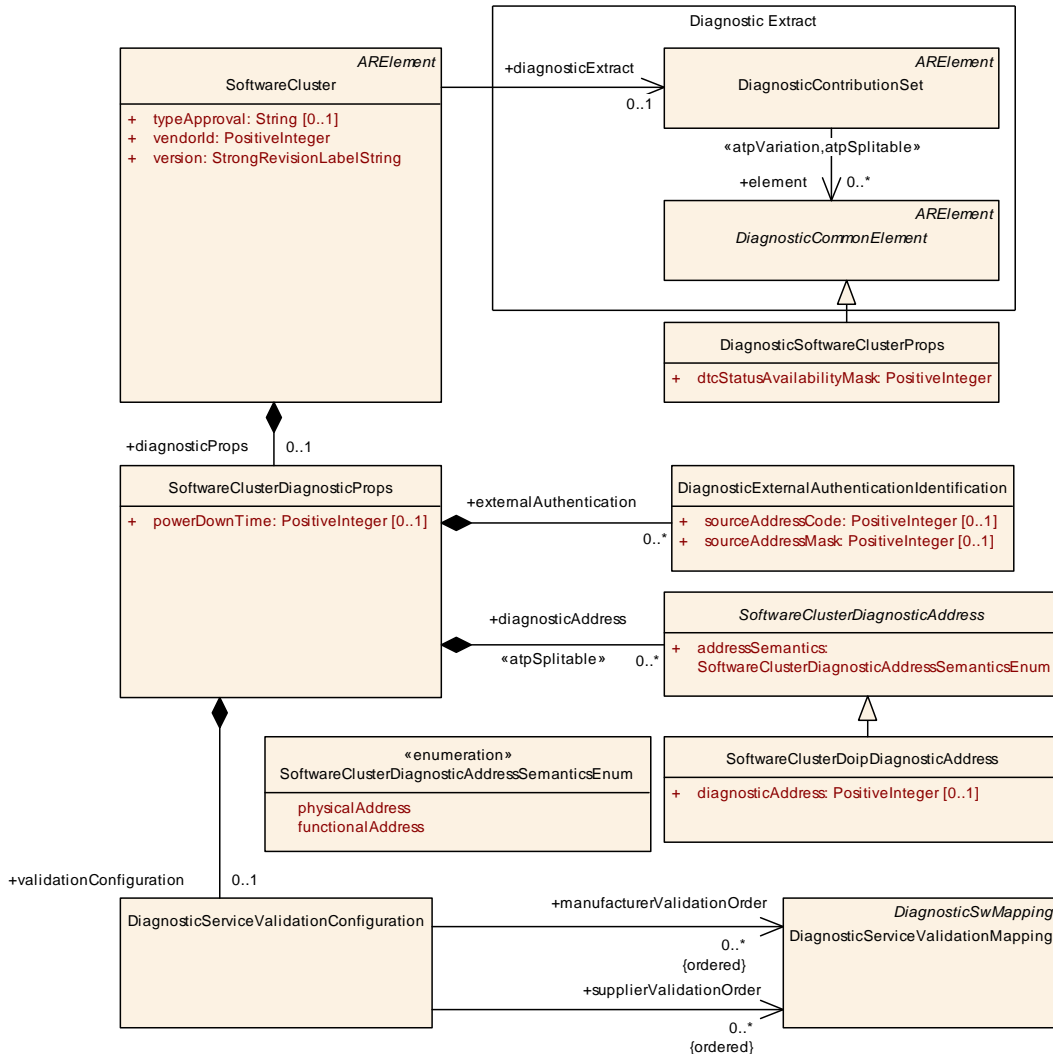 Diagnostic Extract
ARElement
SoftwareCluster
+ typeApproval: String [0..1]
+ vendorId: PositiveInteger
+ version: StrongRevisionLabelString
+diagnosticExtract
0..1
ARElement
DiagnosticContributionSet
«atpVariation,atpSplitable»
+element
0..*
ARElement
DiagnosticCommonElement
DiagnosticSoftwareClusterProps
+ dtcStatusAvailabilityMask: PositiveInteger
+diagnosticProps
0..1
SoftwareClusterDiagnosticProps
+ powerDownTime: PositiveInteger [0..1]
+externalAuthentication
0..*
DiagnosticExternalAuthenticationIdentification
+ sourceAddressCode: PositiveInteger [0..1]
+ sourceAddressMask: PositiveInteger [0..1]
+diagnosticAddress
«atpSplitable»
0..*
SoftwareClusterDiagnosticAddress
+ addressSemantics:
SoftwareClusterDiagnosticAddressSemanticsEnum
«enumeration»
SoftwareClusterDiagnosticAddressSemanticsEnum
physicalAddress
functionalAddress
SoftwareClusterDoipDiagnosticAddress
+ diagnosticAddress: PositiveInteger [0..1]
+validationConfiguration
0..1
DiagnosticServiceValidationConfiguration
+manufacturerValidationOrder
0..*
{ordered}
+supplierValidationOrder
0..*
{ordered}
DiagnosticSwMapping
DiagnosticServiceValidationMapping